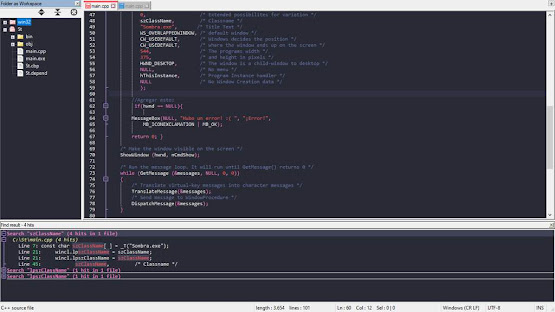 Folder as Workspace
win32
St
bin
obj
main.cpp
main.exe
St.cbp
St.depend
main.cpp
47 0, /* Extended possibilites for variation */
48 szClassName, /* Classname */
49 "Sombra.exe", /* Title Text */
50 WS_OVERLAPPEDWINDOW, /* default window */
51 CW_USEDEFAULT, /* Windows decides the position */
52 CW_USEDEFAULT, /* where the window ends up on the screen */
53 544, /* The programs width */
54 375, /* and height in pixels */
55 HWND_DESKTOP, /* The window is a child-window to desktop */
56 NULL, /* No menu */
57 hThisInstance, /* Program Instance handler */
58 NULL /* No Window Creation data */
59 );
60
61 //Agregar
62 if(hwnd == NULL){
63
64 MessageBox(NULL, "Hubo un error! :( ", "¡Error!",
65 MB_ICONEXCLAMATION | MB_OK);
66
67 return 0; }
68
69 /* Make the window visible on the screen */
70 ShowWindow (hwnd, nCmdShow);
71
72 /* Run the message loop. It will run until GetMessage() returns 0 */
73 while (GetMessage (&messages, NULL, 0, 0))
74 {
75 /* Translate virtual-key messages into character messages */
76 TranslateMessage(&messages);
77 /* Send message to WindowProcedure */
78 DispatchMessage(&messages);
79 }
80
Find result - 4 hits
Search "szClassName" (4 hits in 1 file)
C:\St\main.cpp (4 hits)
Line 7: const char szClassName[ ] = _T("Sombra.exe");
Line 21: wincl.lpszClassName = szClassName;
Line 21: wincl.lpszClassName = szClassName;
Line 48: szClassName, /* Classname */
Search "lpszClassName" (1 hit in 1 file)
Search "lpszClassName" (1 hit in 1 file)
C++ source file length : 3.654 lines : 101 Ln : 60 Col : 12 Sel : 0 | 0 Windows (CR LF) UTF-8 INS